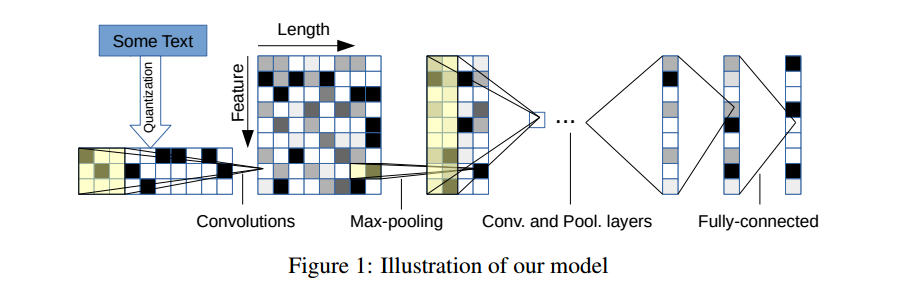 Some Text
Quantization
Length
Feature
Convolutions
Max-pooling
...
Conv. and Pool. layers
Fully-connected
Figure 1: Illustration of our model